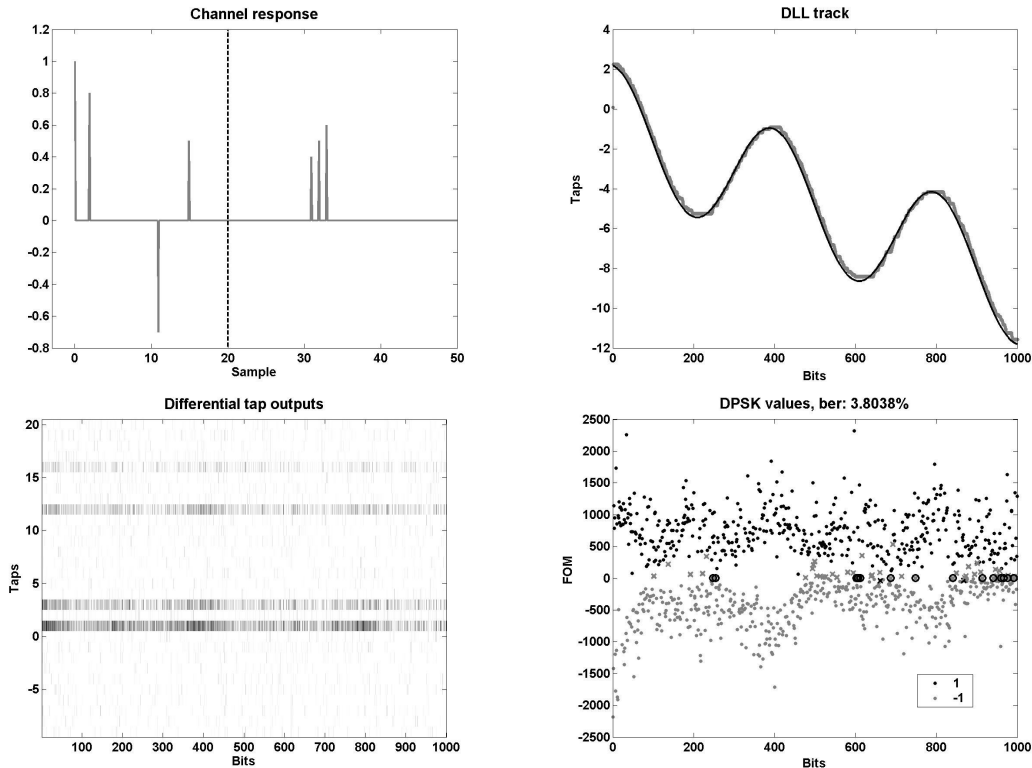 Channel response
1.2
1
0.8
0.6
0.4
0.2
0
-0.2
-0.4
-0.6
-0.8
0 10 20 30 40 50
Sample
DLL track
4
2
0
-2
-4
-6
-8
-10
-12
Taps
0 200 400 600 800 1000
Bits
Differential tap outputs
20
15
10
5
0
-5
Taps
100 200 300 400 500 600 700 800 900 1000
Bits
DPSK values, ber: 3.8038%
2500
2000
1500
1000
500
0
-500
-1000
-1500
-2000
-2500
FOM
1
-1
0 200 400 600 800 1000
Bits